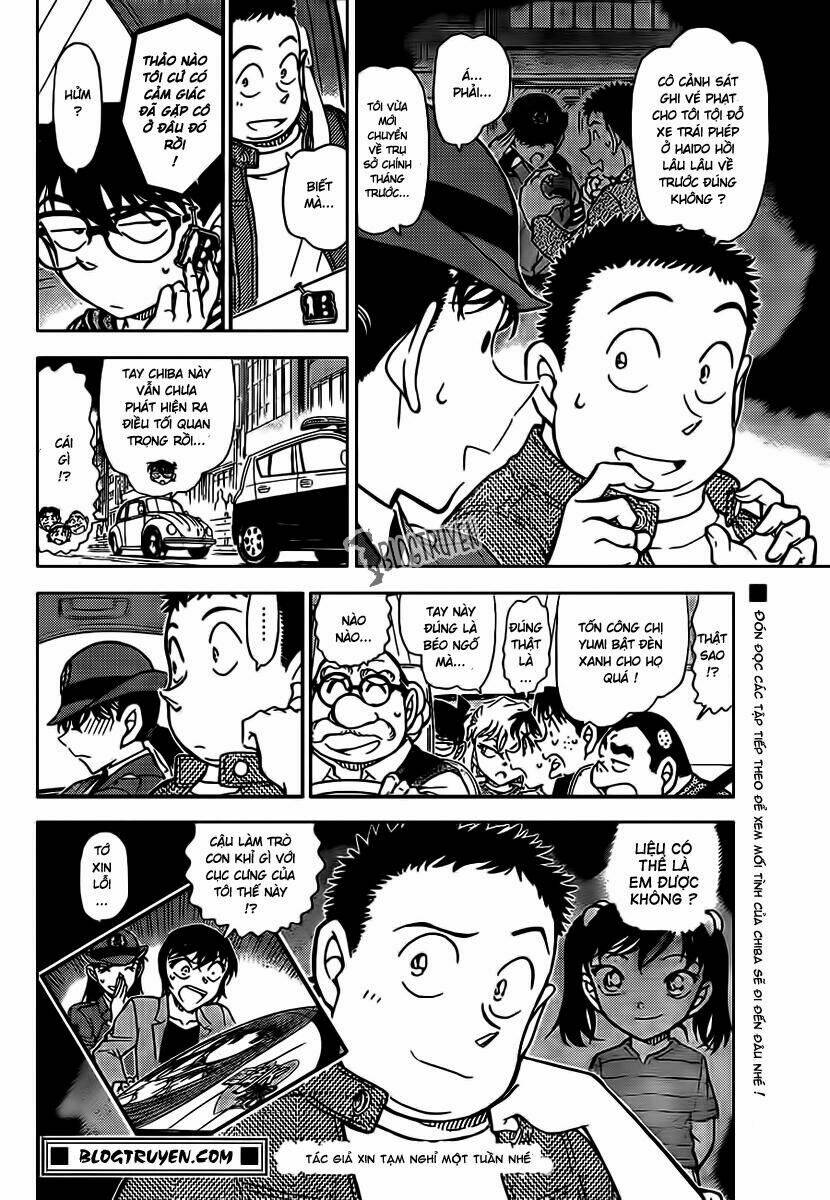 CÔ CẢNH SÁT
GHI VÉ PHẠT
CHO TÔI TỘI ĐỖ
XE TRÁI PHÉP
Ở HAIDO HỒI
LÂU LÂU VỀ
TRƯỚC ĐÚNG
KHÔNG ?
Á...
PHẢI...
TÔI VỪA
MỚI
CHUYỂN
VỀ TRỤ
SỞ CHÍNH
THÁNG
TRƯỚC...
THẢO NÀO
TÔI CỨ CÓ
CẢM GIÁC
ĐÃ GẶP CÔ
Ở ĐÂU ĐÓ
RỒI
!
BIẾT
MÀ...
HỬM
?
TAY CHIBA NÀY
VẪN CHƯA
PHÁT HIỆN RA
ĐIỀU TỐI QUAN
TRỌNG RỒI...
CÁI
GÌ
!?
BLOGTRUYEN
THẬT
SAO !?
TỐN CÔNG CHỊ
YUMI BẬT ĐÈN
XANH CHO HỌ
QUÁ !
ĐÚNG
THẬT
LÀ ...
TAY NÀY
ĐÚNG LÀ
BÉO NGỐ
MÀ...
NÀO
NÀO...
......
LIỆU CÓ
THỂ LÀ
EM ĐƯỢC
KHÔNG ?
CẬU LÀM TRÒ
CON KHỈ GÌ VỚI
CỤC CƯNG CỦA
TÔI THẾ NÀY
!?
TỚ
XIN
LỖI
...
ĐÓN ĐỌC CÁC TẬP TIẾP THEO ĐỂ XEM MỐI TÌNH CỦA CHIBA SẼ ĐI ĐẾN ĐÂU NHÉ !
BLOGTRUYEN.COM
TÁC GIẢ XIN TẠM NGHỈ MỘT TUẦN NHÉ